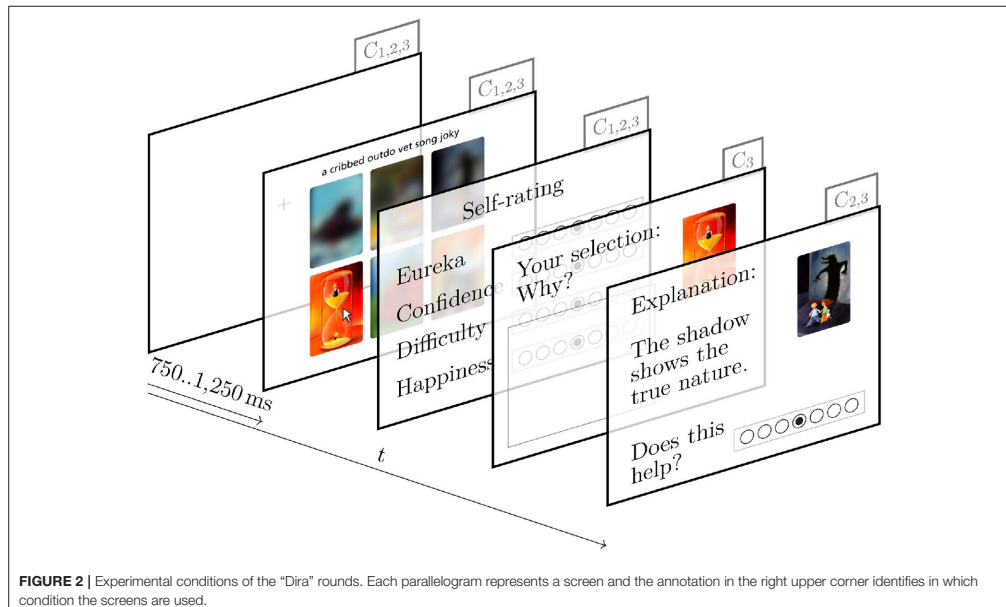 C1,2,3
C1,2,3
a cribbed outdo vet song joky
C1,2,3
Self-rating
Eureka
Confidence
Difficulty
Happiness
C3
Your selection:
Why?
C2,3
Explanation:
The shadow
shows the
true nature.
Does this
help?
750..1,250 ms
t
FIGURE 2 | Experimental conditions of the “Dira” rounds. Each parallelogram represents a screen and the annotation in the right upper corner identifies in which
condition the screens are used.